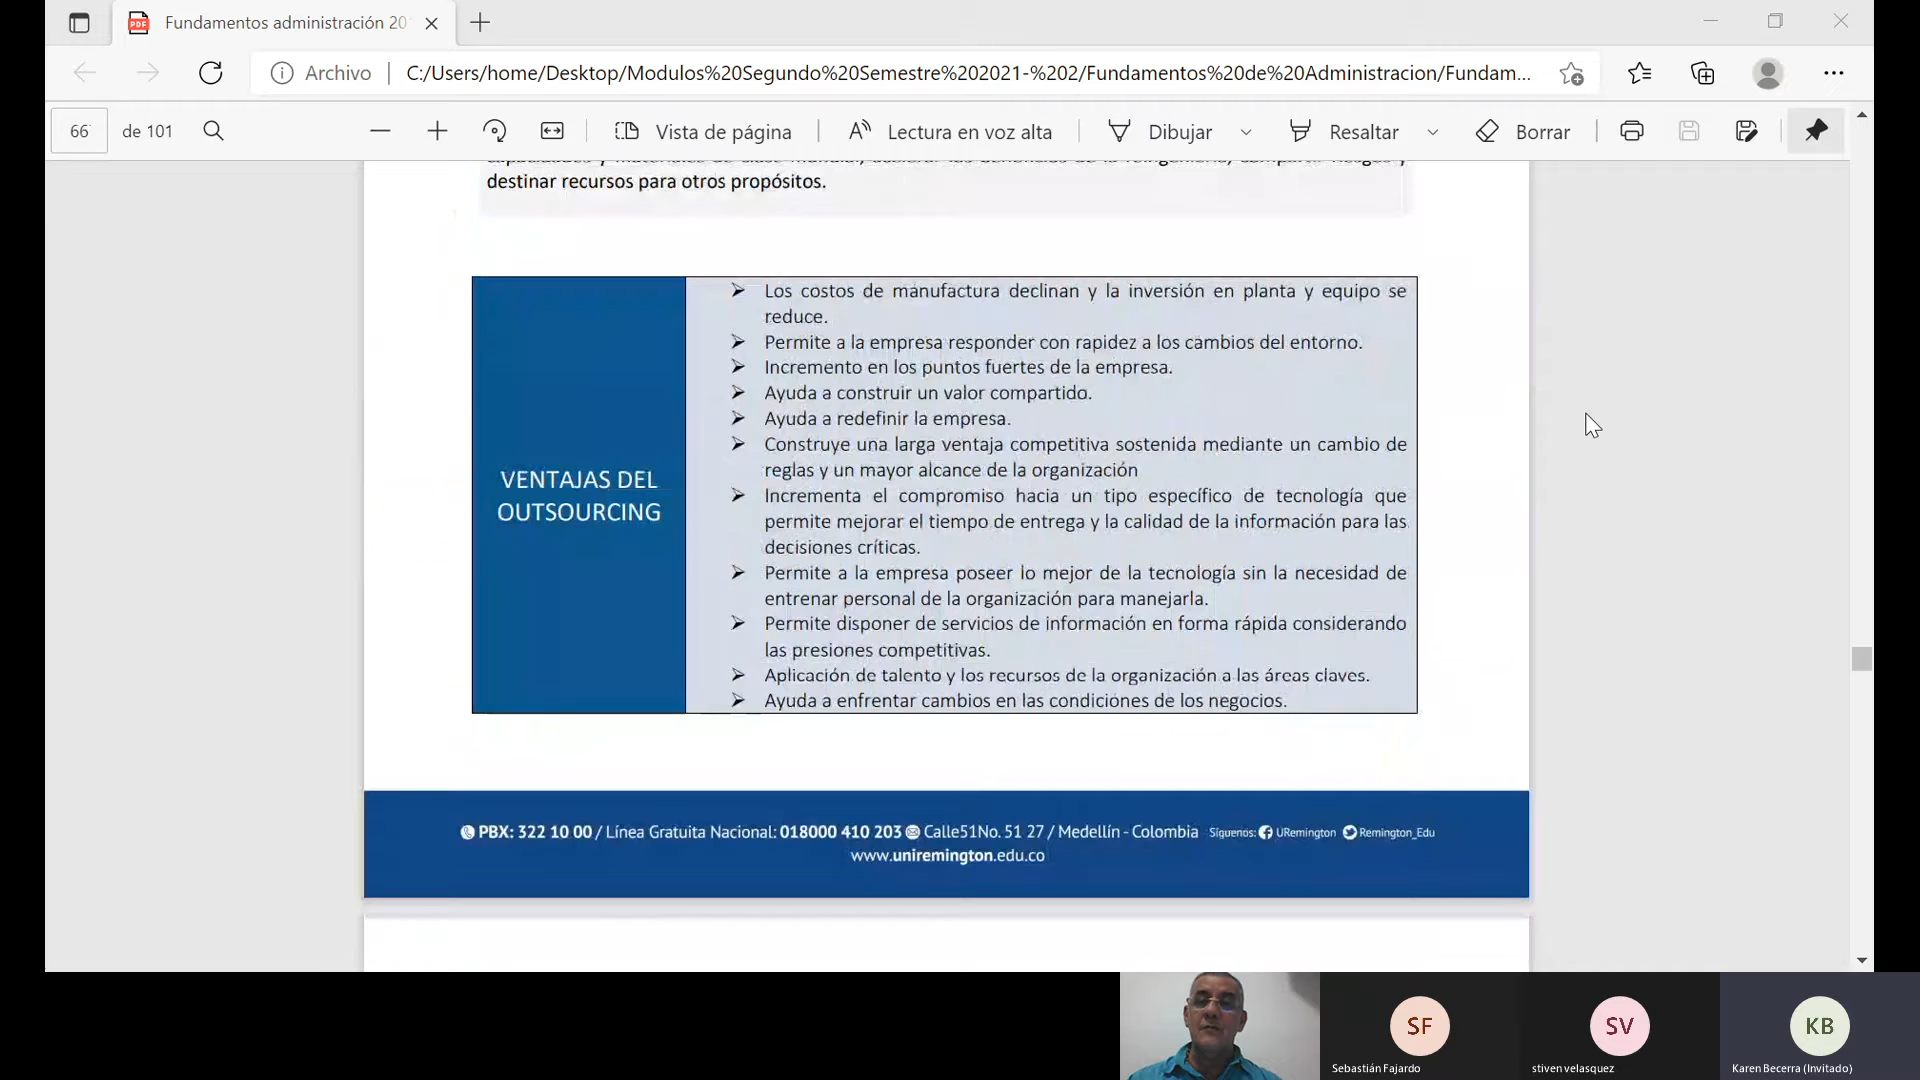 Fundamentos administración 20
Archivo
C:/Users/home/Desktop/Modulos%20Segundo%20Semestre%202021-%202/Fundamentos%20de%20Administracion/Fundam...
66
de 101
Vista de página
Lectura en voz alta
Dibujar
Resaltar
Borrar
destinar recursos para otros propósitos.
VENTAJAS DEL
OUTSOURCING
➢ Los costos de manufactura declinan y la inversión en planta y equipo se
reduce.
➢ Permite a la empresa responder con rapidez a los cambios del entorno.
➢ Incremento en los puntos fuertes de la empresa.
➢ Ayuda a construir un valor compartido.
➢ Ayuda a redefinir la empresa.
➢ Construye una larga ventaja competitiva sostenida mediante un cambio de
reglas y un mayor alcance de la organización
➢ Incrementa el compromiso hacia un tipo específico de tecnología que
permite mejorar el tiempo de entrega y la calidad de la información para las
decisiones críticas.
➢ Permite a la empresa poseer lo mejor de la tecnología sin la necesidad de
entrenar personal de la organización para manejarla.
➢ Permite disponer de servicios de información en forma rápida considerando
las presiones competitivas.
➢ Aplicación de talento y los recursos de la organización a las áreas claves.
➢ Ayuda a enfrentar cambios en las condiciones de los negocios.
PBX: 322 10 00 / Línea Gratuita Nacional: 018000 410 203 Calle51No. 51 27 / Medellín - Colombia Síguenos: URemington Remington_Edu
www.uniremington.edu.co
SF
SV
KB
Sebastián Fajardo
stiven velasquez
Karen Becerra (Invitado)